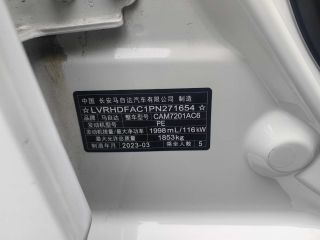 中国 长安马自达汽车有限公司 制造
☆LVRHDFAC1PN271654☆
品牌 马自达 整车型号 CAM7201AC6
发动机型号 PE
发动机排量/最大净功率 1998mL/116kW
最大允许总质量 1853kg
制造年月 2023-03 乘坐人数 5